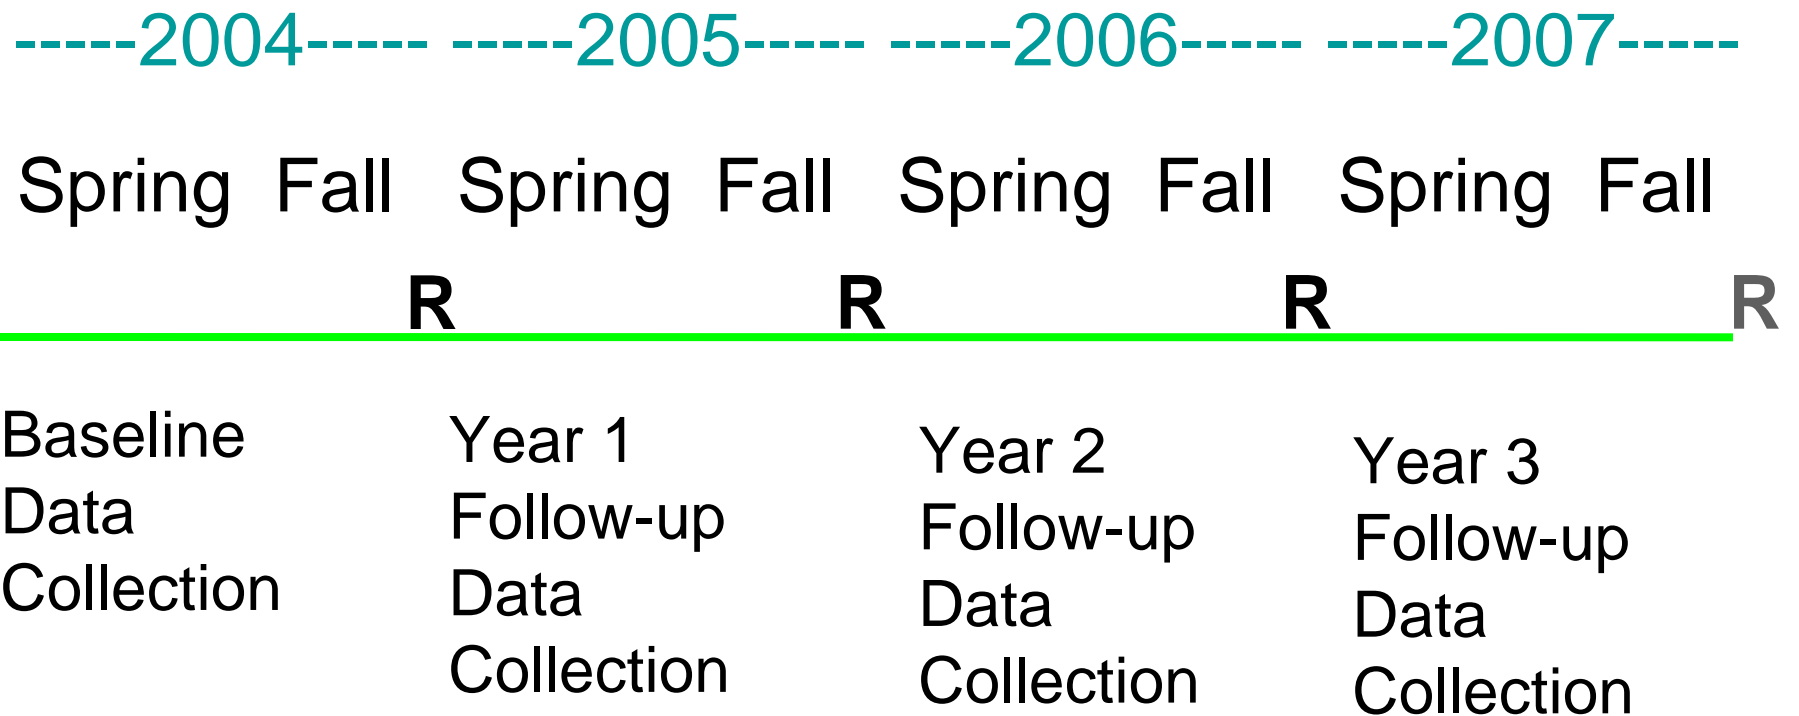 -----2004----- -----2005----- -----2006----- -----2007-----
Spring Fall Spring Fall Spring Fall Spring Fall
R R R R
Baseline
Data
Collection
Year 1
Follow-up
Data
Collection
Year 2
Follow-up
Data
Collection
Year 3
Follow-up
Data
Collection